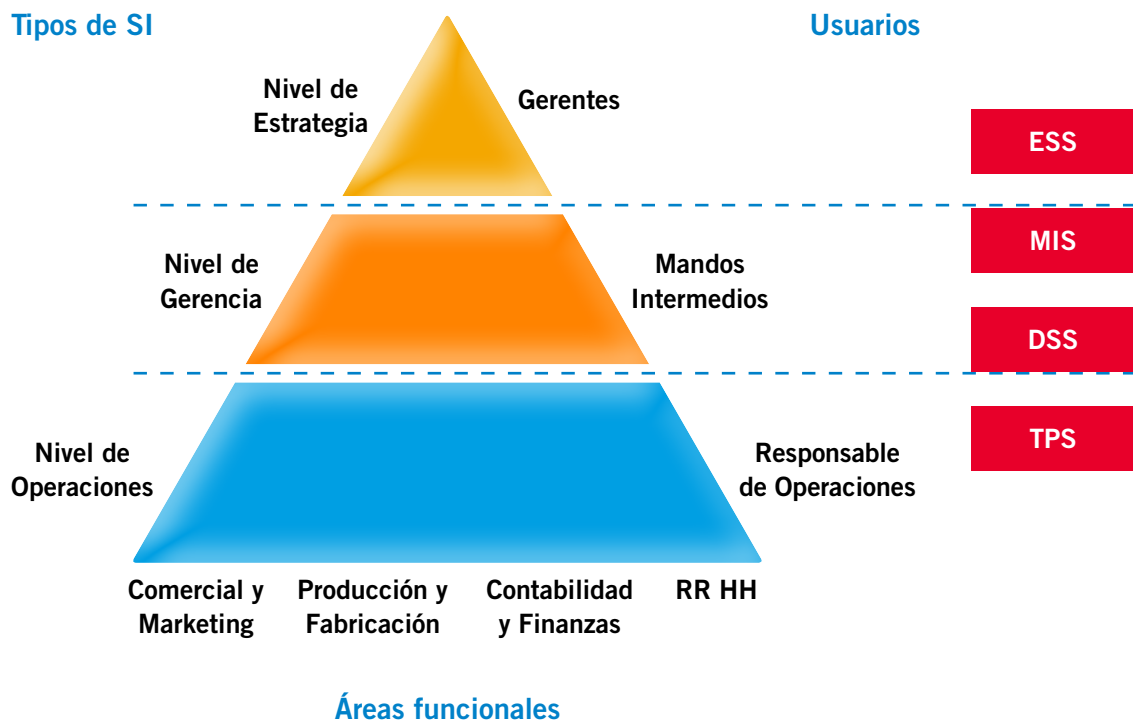 Tipos de SI
Usuarios
Nivel de
Estrategia
Gerentes
ESS
Nivel de
Gerencia
Mandos
Intermedios
MIS
DSS
Nivel de
Operaciones
Responsable
de Operaciones
TPS
Comercial y
Marketing
Producción y
Fabricación
Contabilidad
y Finanzas
RR HH
Áreas funcionales